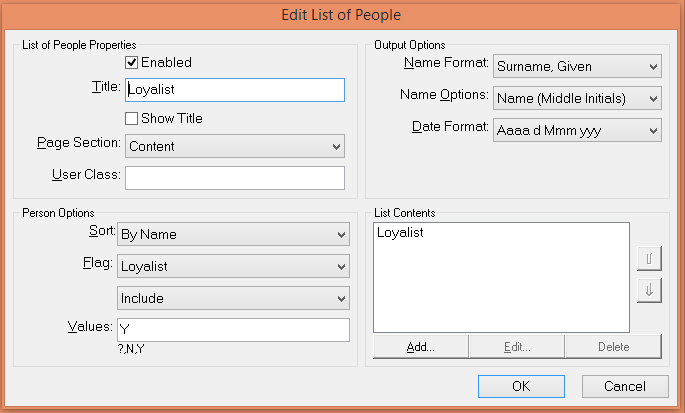 Edit List of People
List of People Properties
Enabled
Title: Loyalist
Show Title
Page Section: Content
User Class:
Output Options
Name Format: Surname, Given
Name Options: Name (Middle Initials)
Date Format: Aaaa d Mmm yyy
Person Options
Sort: By Name
Flag: Loyalist
Include
Values: Y
?,N,Y
List Contents
Loyalist
Add... Edit... Delete
OK Cancel